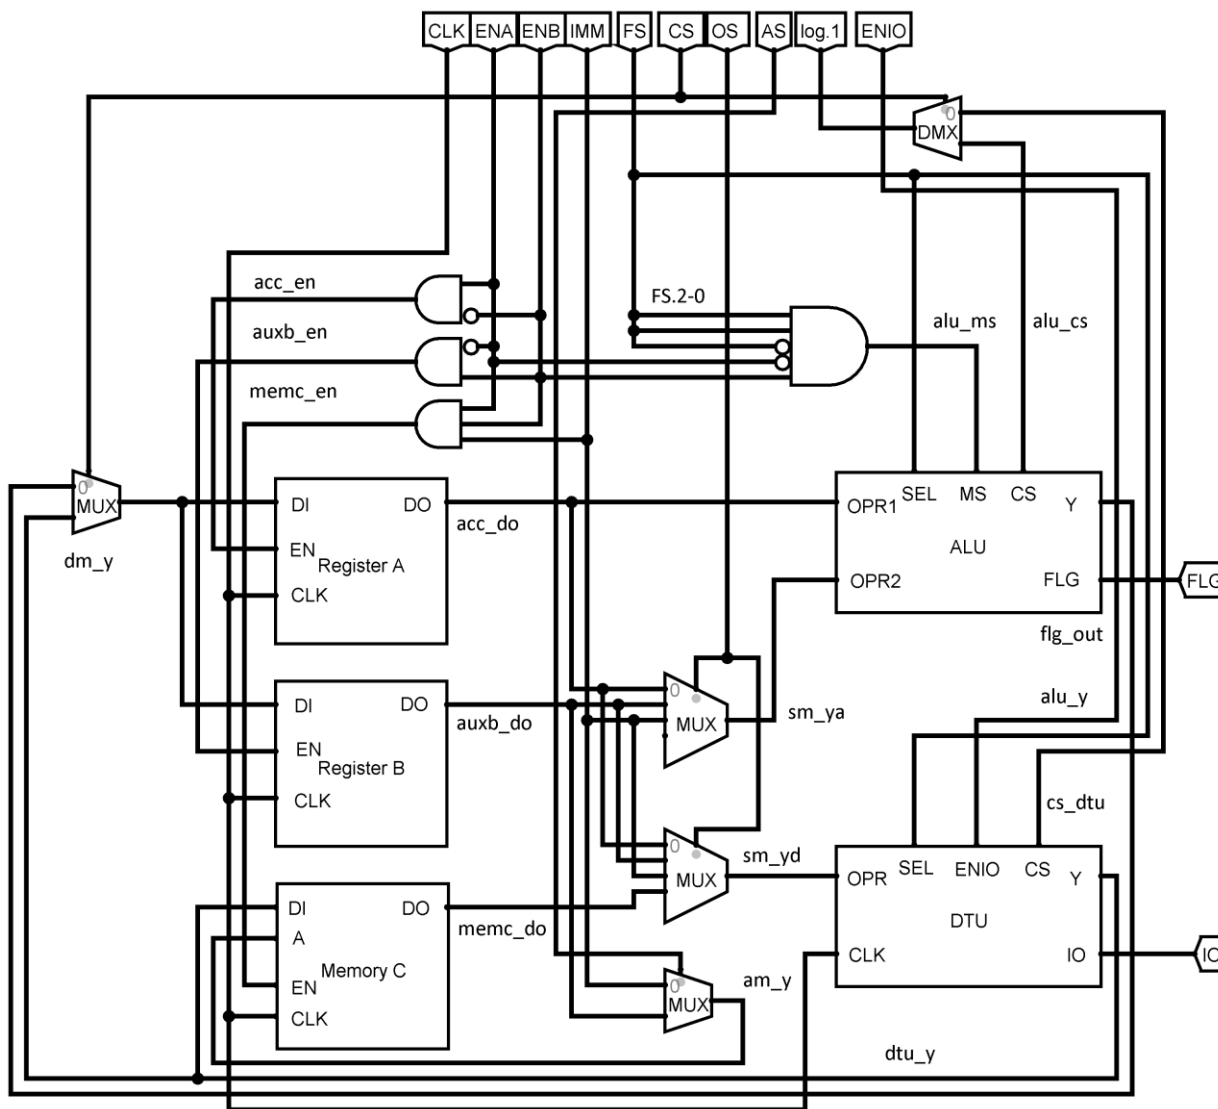 CLK ENA ENB IMM FS CS OS AS log.1 ENIO
0
DMX
acc_en
FS.2-0
auxb_en
alu_ms alu_cs
memc_en
0
MUX
dm_y
DI DO
acc_do
EN
Register A
CLK
SEL MS CS
OPR1 Y
ALU
OPR2 FLG
FLG
flg_out
DI DO
auxb_do
EN
Register B
CLK
0
MUX
sm_ya
alu_y
cs_dtu
0
MUX
sm_yd
SEL ENIO CS
OPR Y
DTU
CLK IO
IO
DI DO
memc_do
A
Memory C
EN
CLK
0
MUX
am_y
dtu_y